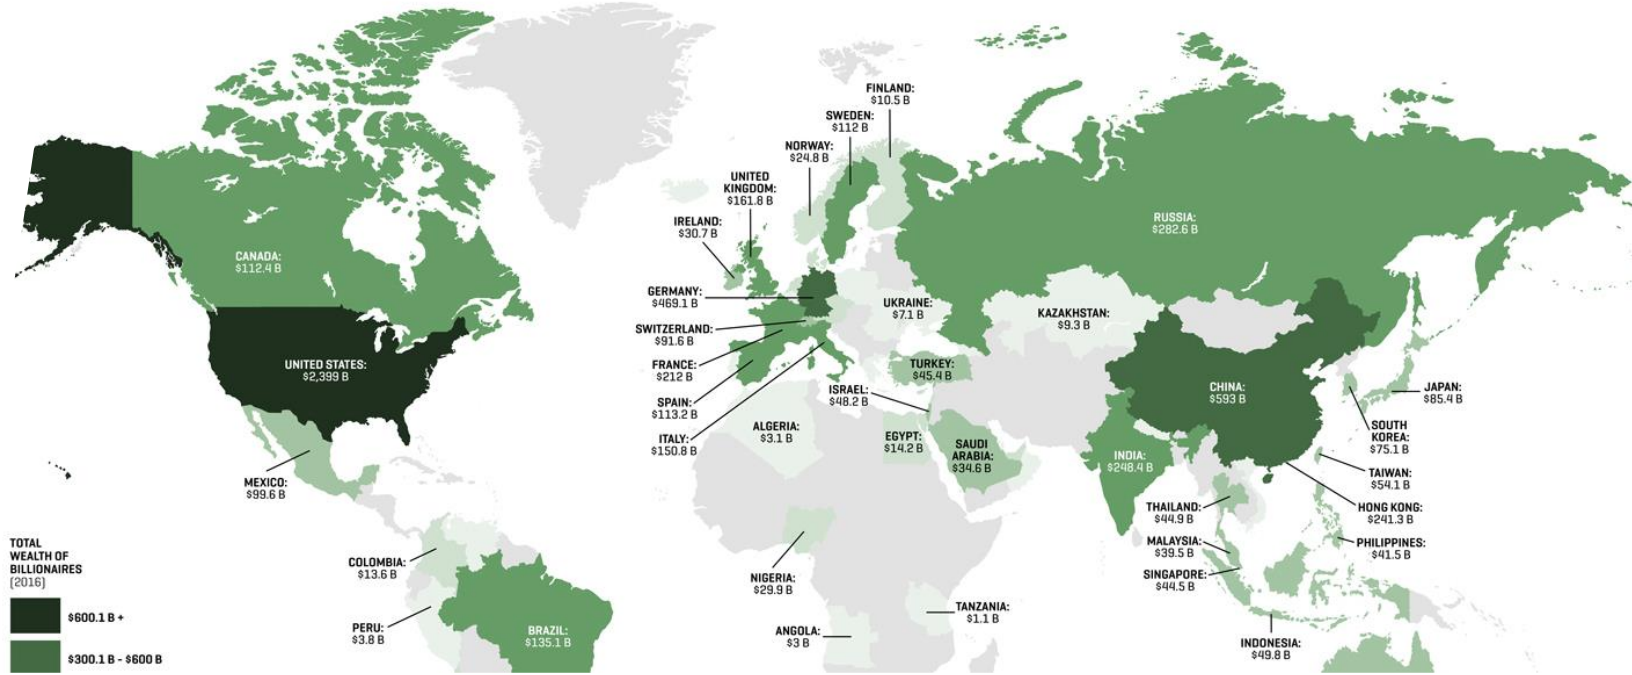 FINLAND:
$10.5 B
SWEDEN:
$112 B
NORWAY:
$24.8 B
UNITED
KINGDOM:
$161.8 B
IRELAND:
$30.7 B
RUSSIA:
$282.6 B
CANADA:
$112.4 B
GERMANY:
$469.1 B
UKRAINE:
$7.1 B
KAZAKHSTAN:
$9.3 B
SWITZERLAND:
$91.6 B
UNITED STATES:
$2,399 B
FRANCE:
$212 B
TURKEY:
$45.4 B
CHINA:
$593 B
JAPAN:
$85.4 B
ISRAEL:
$48.2 B
SPAIN:
$113.2 B
ALGERIA:
$3.1 B
SOUTH
KOREA:
$75.1 B
ITALY:
$150.8 B
EGYPT:
$14.2 B
SAUDI
ARABIA:
$34.6 B
INDIA:
$248.4 B
TAIWAN:
$54.1 B
MEXICO:
$99.6 B
THAILAND:
$44.9 B
HONG KONG:
$241.3 B
MALAYSIA:
$39.5 B
PHILIPPINES:
$41.5 B
TOTAL
WEALTH OF
BILLIONAIRES
(2016)
COLOMBIA:
$13.6 B
NIGERIA:
$29.9 B
SINGAPORE:
$44.5 B
$600.1 B +
TANZANIA:
$1.1 B
PERU:
$3.8 B
BRAZIL:
$135.1 B
ANGOLA:
$3 B
INDONESIA:
$49.8 B
$300.1 B - $600 B